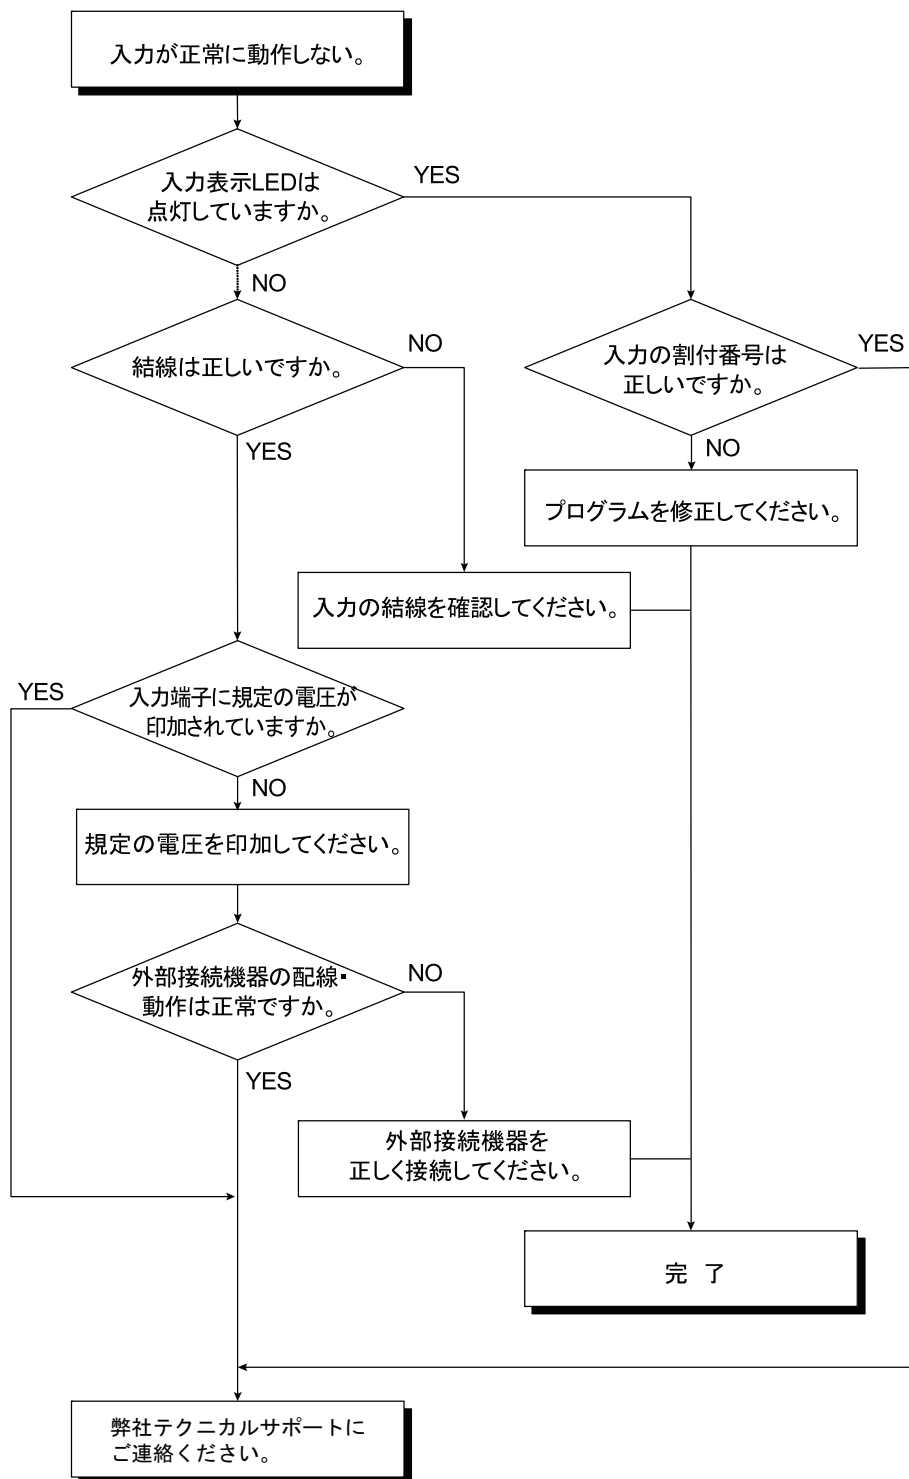 入力が正常に動作しない。
入力表示LEDは
点灯していますか。
YES
NO
結線は正しいですか。
NO
入力の割付番号は
正しいですか。
YES
YES
NO
プログラムを修正してください。
入力の結線を確認してください。
YES
入力端子に規定の電圧が
印加されていますか。
NO
規定の電圧を印加してください。
外部接続機器の配線・
動作は正常ですか。
NO
YES
外部接続機器を
正しく接続してください。
完 了
弊社テクニカルサポートに
ご連絡ください。